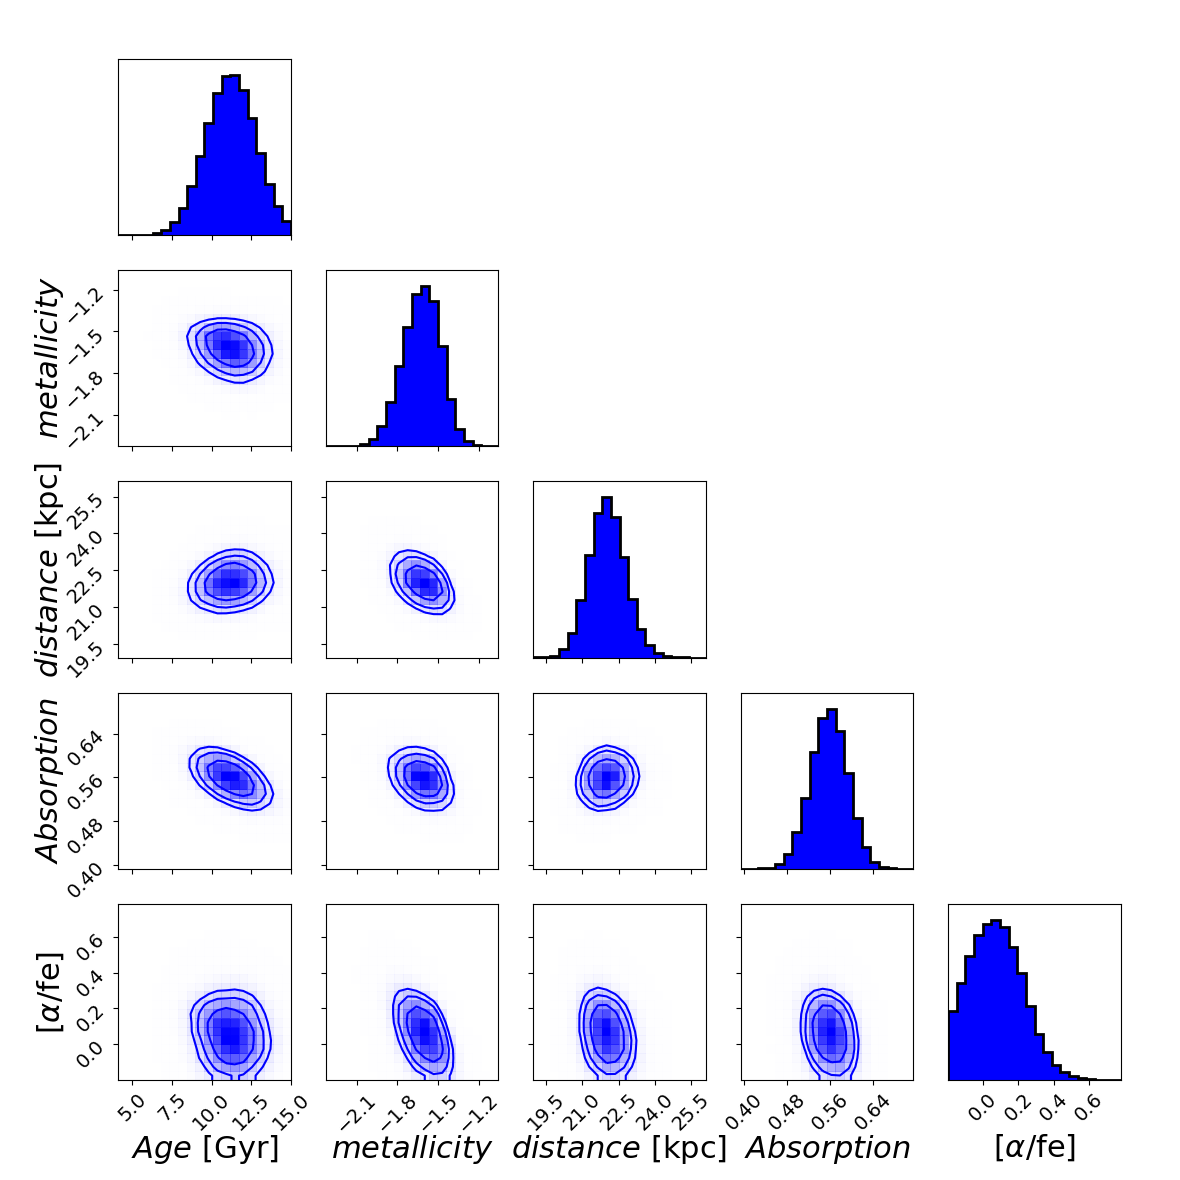 metallicity
−1.2
−1.5
−1.8
−2.1
distance [kpc]
25.5
24.0
22.5
21.0
19.5
Absorption
0.64
0.56
0.48
0.40
[α/fe]
0.6
0.4
0.2
0.0
5.0 7.5 10.0 12.5 15.0 −2.1 −1.8 −1.5 −1.2 19.5 21.0 22.5 24.0 25.5 0.40 0.48 0.56 0.64 0.0 0.2 0.4 0.6
Age [Gyr] metallicity distance [kpc] Absorption [α/fe]